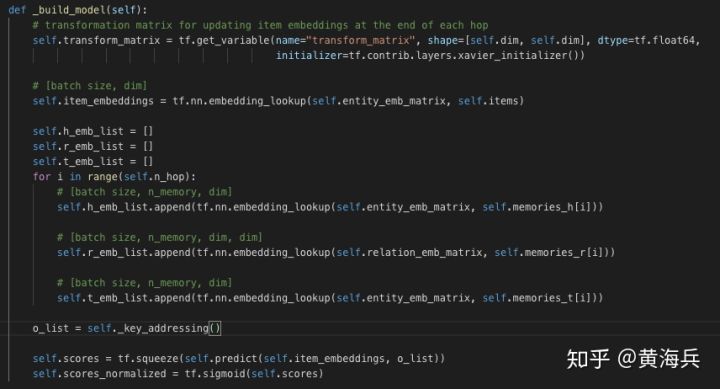 def _build_model(self):
    # transformation matrix for updating item embeddings at the end of each hop
    self.transform_matrix = tf.get_variable(name="transform_matrix", shape=[self.dim, self.dim], dtype=tf.float64,
                                            initializer=tf.contrib.layers.xavier_initializer())
    # [batch size, dim]
    self.item_embeddings = tf.nn.embedding_lookup(self.entity_emb_matrix, self.items)
    self.h_emb_list = []
    self.r_emb_list = []
    self.t_emb_list = []
    for i in range(self.n_hop):
        # [batch size, n_memory, dim]
        self.h_emb_list.append(tf.nn.embedding_lookup(self.entity_emb_matrix, self.memories_h[i]))
        # [batch size, n_memory, dim, dim]
        self.r_emb_list.append(tf.nn.embedding_lookup(self.relation_emb_matrix, self.memories_r[i]))
        # [batch size, n_memory, dim]
        self.t_emb_list.append(tf.nn.embedding_lookup(self.entity_emb_matrix, self.memories_t[i]))
    o_list = self._key_addressing()
    self.scores = tf.squeeze(self.predict(self.item_embeddings, o_list))
    self.scores_normalized = tf.sigmoid(self.scores)
知乎 @黄海兵